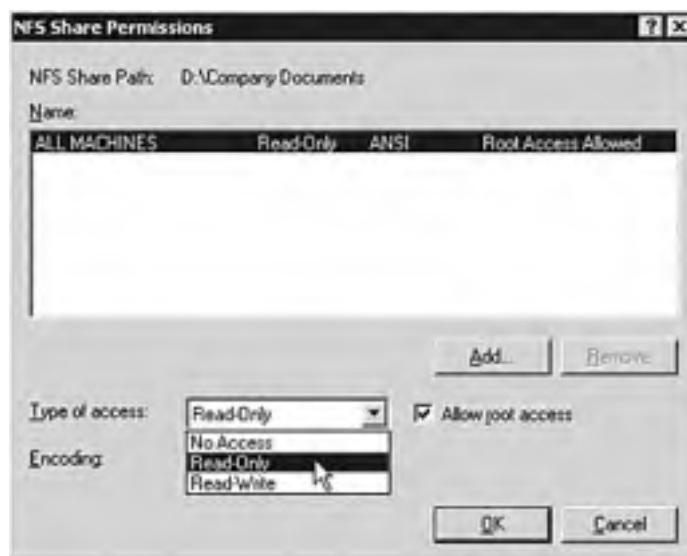 NFS Share Permissions
NFS Share Path: D:\Company Documents
Name:
ALL MACHINES Read-Only ANSI Root Access Allowed
Add... Remove
Type of access: Read-Only Allow root access
No Access
Encoding: Read-Only
Read-Write
OK Cancel